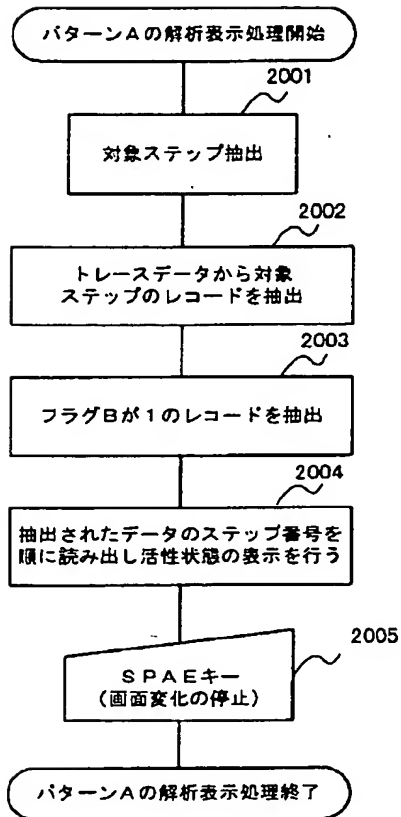 パターンAの解析表示処理開始
2001
対象ステップ抽出
2002
トレースデータから対象
ステップのレコードを抽出
2003
フラグBが1のレコードを抽出
2004
抽出されたデータのステップ番号を
順に読み出し活性状態の表示を行う
2005
SPAEキー
(画面変化の停止)
パターンAの解析表示処理終了